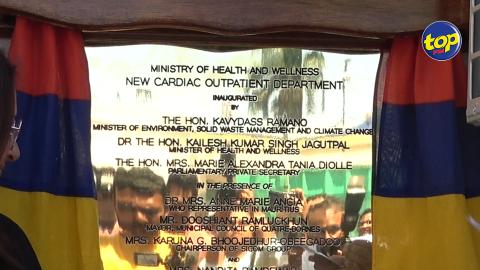 top
FM
MINISTRY OF HEALTH AND WELLNESS
NEW CARDIAC OUTPATIENT DEPARTMENT
INAUGURATED
BY
THE HON. KAVYDASS RAMANO
MINISTER OF ENVIRONMENT, SOLID WASTE MANAGEMENT AND CLIMATE CHANGE
DR THE HON. KAILESH KUMAR SINGH JAGUTPAL
MINISTER OF HEALTH AND WELLNESS
THE HON. MRS. MARIE ALEXANDRA TANIA DIOLLE
PARLIAMENTARY PRIVATE SECRETARY
IN THE PRESENCE OF
DR MRS. ANNE MARIE ANCIA
WHO REPRESENTATIVE IN MAURITIUS
MR. DOOSHIANT RAMLUCKHUN
MAYOR, MUNICIPAL COUNCIL OF QUATRE-BORNES
MRS. KARUNA G. BHOOJEDHUR-OBEEGADOO
CHAIRPERSON OF SICOM GROUP
AND